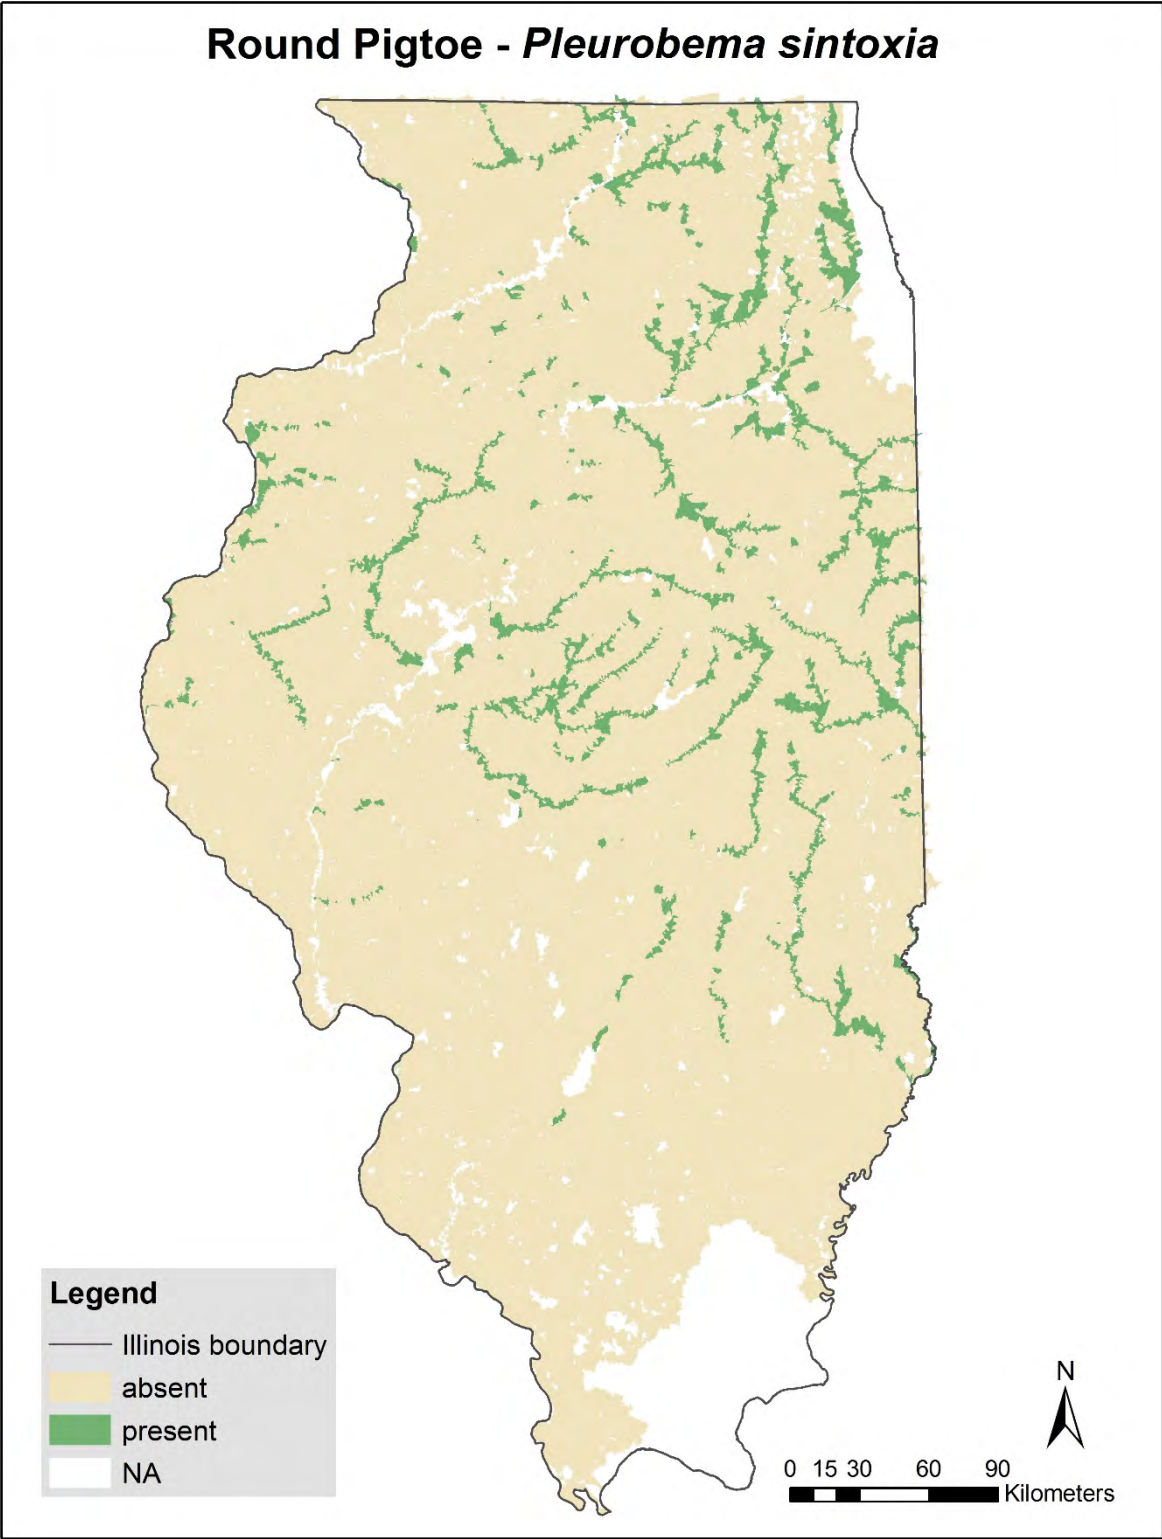 Round Pigtoe - Pleurobema sintoxia
Legend
Illinois boundary
absent
present
NA
N
0 15 30 60 90
Kilometers